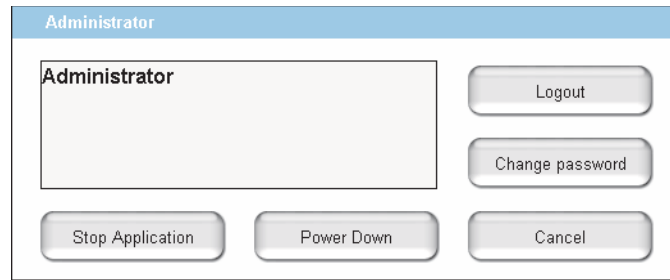 Administrator
Administrator
Logout
Change password
Stop Application
Power Down
Cancel